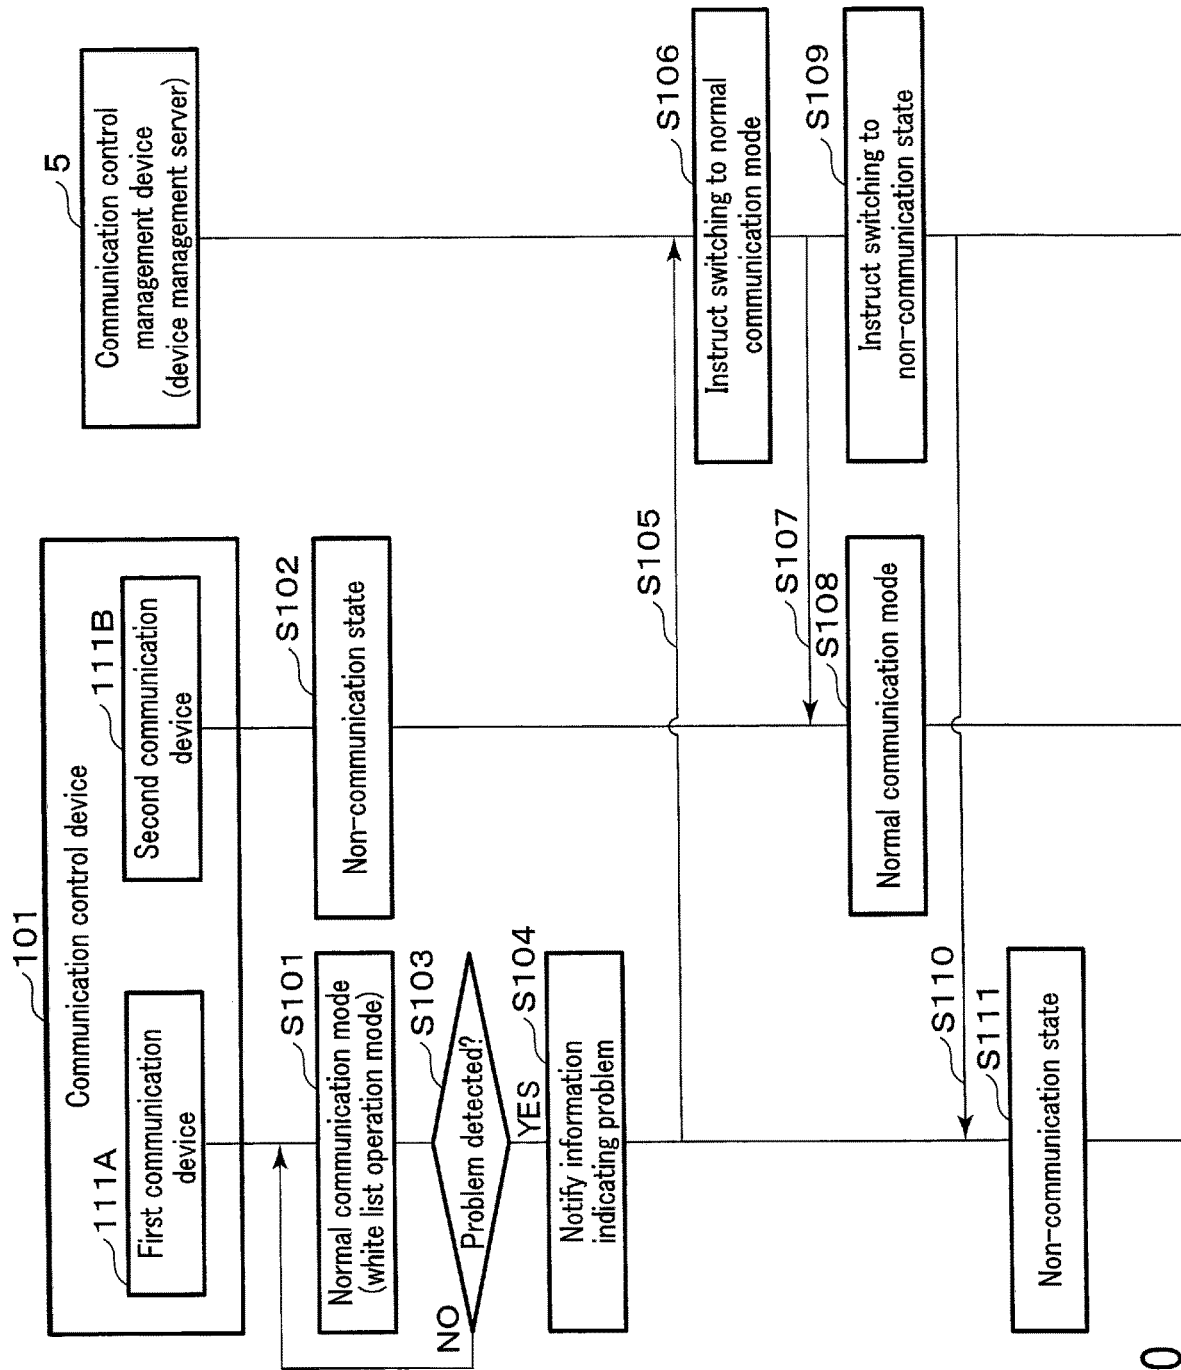 101
Communication control device
111A
First communication
device
111B
Second communication
device
5
Communication control
management device
(device management server)
S101
Normal communication mode
(white list operation mode)
S102
Non-communication state
S103
Problem detected?
NO
YES
S104
Notify information
indicating problem
S105
S106
Instruct switching to normal
communication mode
S107
S108
Normal communication mode
S109
Instruct switching to
non-communication state
S110
S111
Non-communication state
0